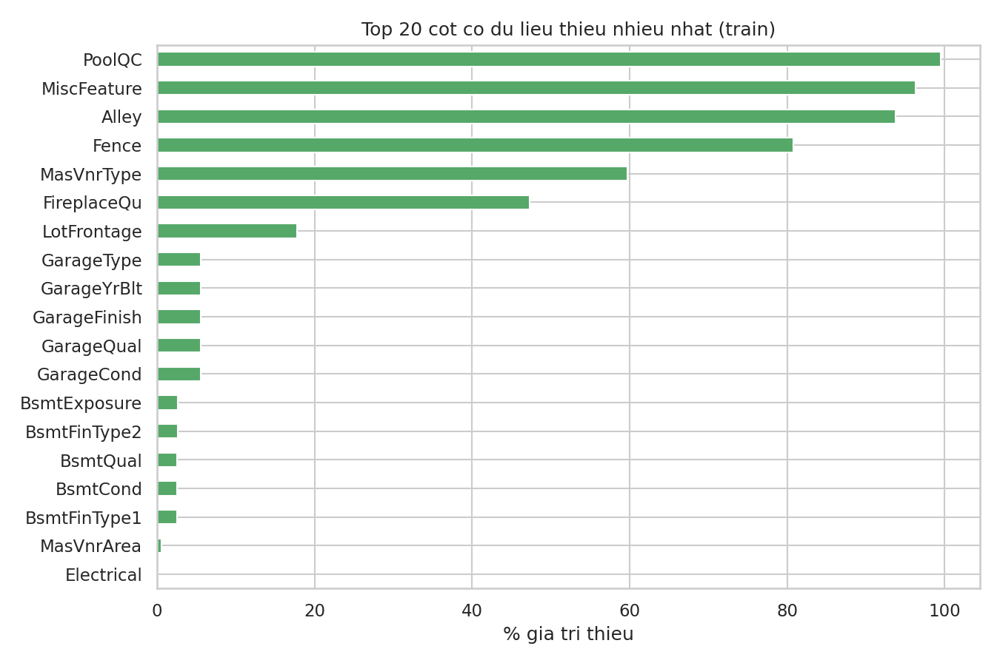 Top 20 cot co du lieu thieu nhieu nhat (train)
PoolQC
MiscFeature
Alley
Fence
MasVnrType
FireplaceQu
LotFrontage
GarageType
GarageYrBlt
GarageFinish
GarageQual
GarageCond
BsmtExposure
BsmtFinType2
BsmtQual
BsmtCond
BsmtFinType1
MasVnrArea
Electrical
0 20 40 60 80 100
% gia tri thieu